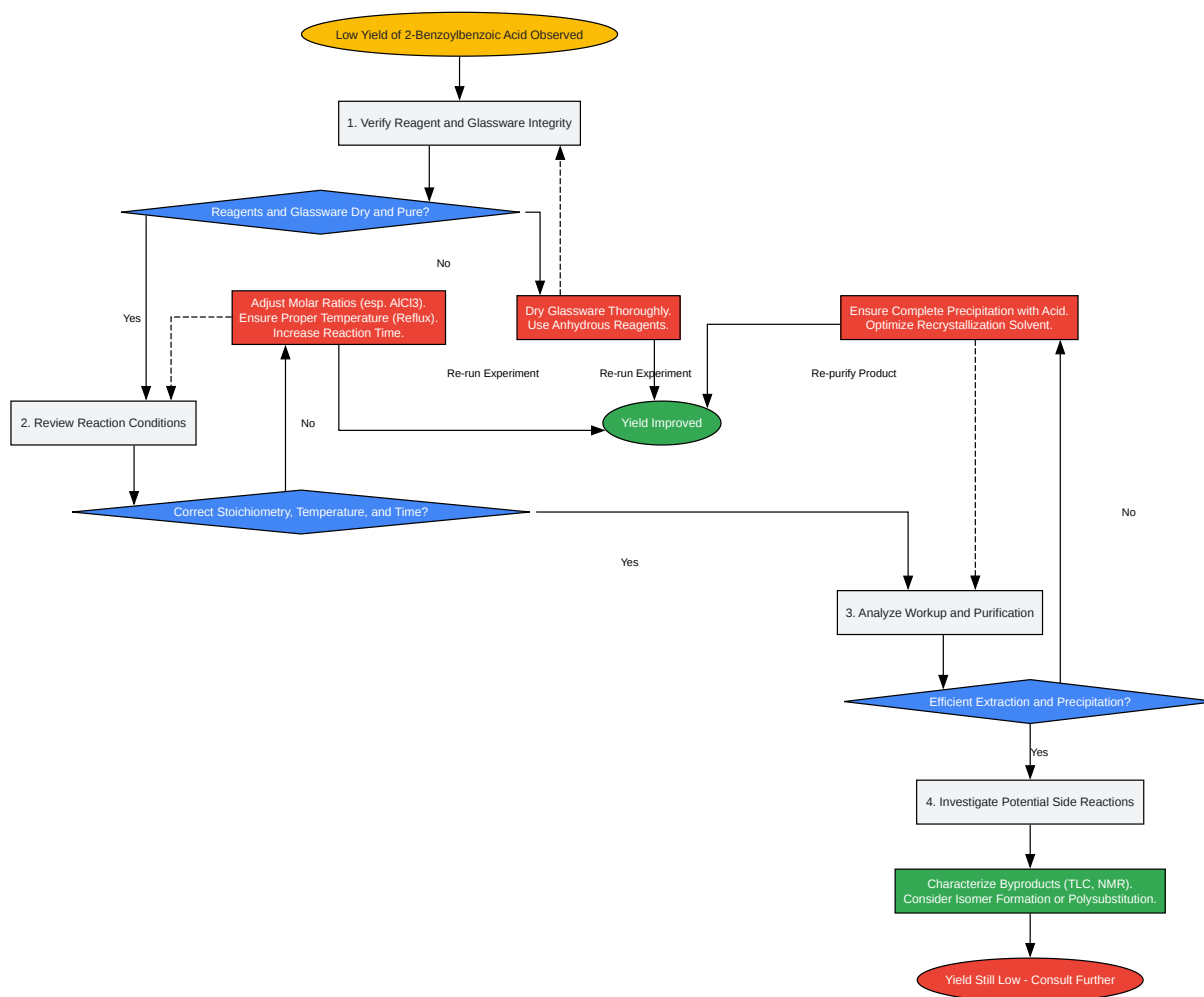 Low Yield of 2-Benzoylbenzoic Acid Observed
1. Verify Reagent and Glassware Integrity
Reagents and Glassware Dry and Pure?
No
Yes
Adjust Molar Ratios (esp. AlCl3).
Ensure Proper Temperature (Reflux).
Increase Reaction Time.
Dry Glassware Thoroughly.
Use Anhydrous Reagents.
Ensure Complete Precipitation with Acid.
Optimize Recrystallization Solvent.
Re-run Experiment
Re-run Experiment
Re-purify Product
2. Review Reaction Conditions
No
Yield Improved
Correct Stoichiometry, Temperature, and Time?
No
Yes
3. Analyze Workup and Purification
Efficient Extraction and Precipitation?
Yes
4. Investigate Potential Side Reactions
Characterize Byproducts (TLC, NMR).
Consider Isomer Formation or Polysubstitution.
Yield Still Low - Consult Further